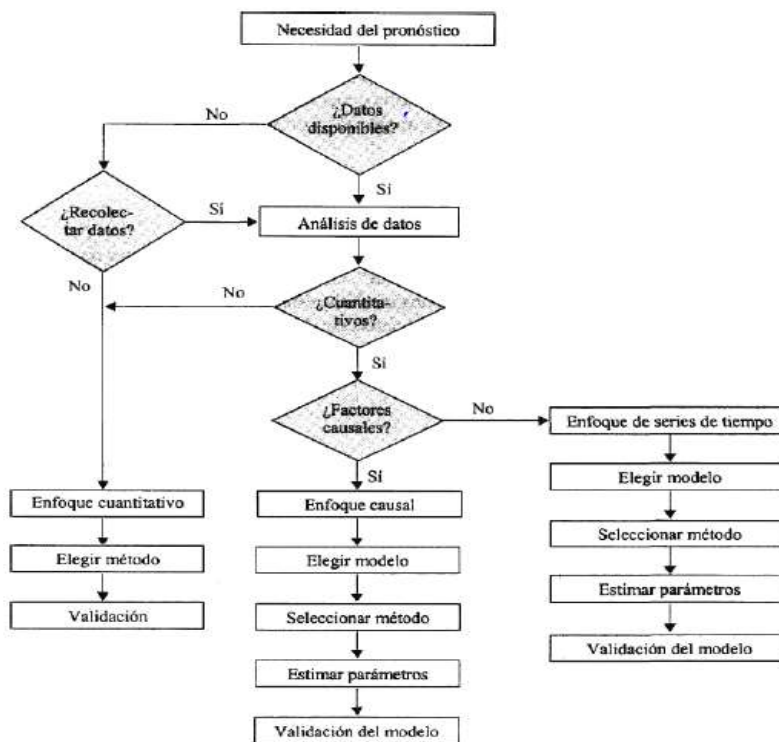 Necesidad del pronóstico
¿Datos
disponibles?
No
Sí
¿Recolec-
tar datos?
Sí
Análisis de datos
No
No
¿Cuantita-
tivos?
Sí
¿Factores
causales?
No
Enfoque de series de tiempo
Sí
Elegir modelo
Enfoque cuantitativo
Enfoque causal
Seleccionar método
Elegir método
Elegir modelo
Estimar parámetros
Validación
Seleccionar método
Validación del modelo
Estimar parámetros
Validación del modelo